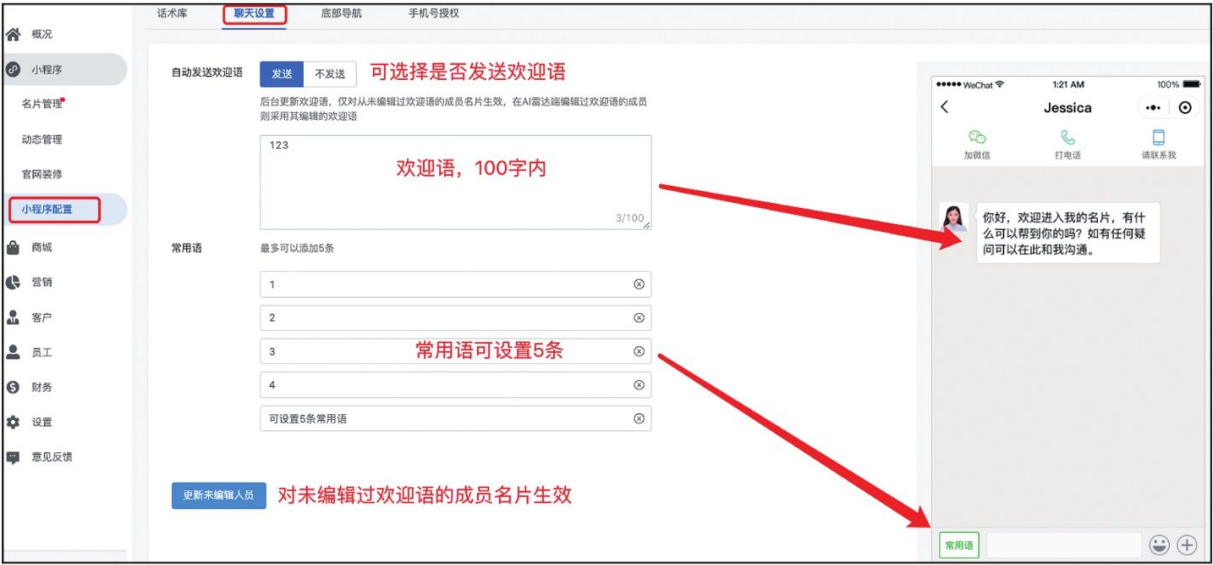 话术库 聊天设置 底部导航 手机号授权
概况
小程序
名片管理
动态管理
官网装修
小程序配置
商城
营销
客户
员工
财务
设置
意见反馈
自动发送欢迎语 发送 不发送 可选择是否发送欢迎语
后台更新欢迎语，仅对从未编辑过欢迎语的成员名片生效，在AI雷达端编辑过欢迎语的成员
则采用其编辑的欢迎语
123
欢迎语，100字内
3/100
常用语 最多可以添加5条
1
2
3 常用语可设置5条
4
可设置5条常用语
更新未编辑人员 对未编辑过欢迎语的成员名片生效
WeChat 1:21 AM 100%
Jessica
加微信 打电话 请联系我
你好，欢迎进入我的名片，有什
么可以帮到你的吗？如有任何疑
问可以在此和我沟通。
常用语